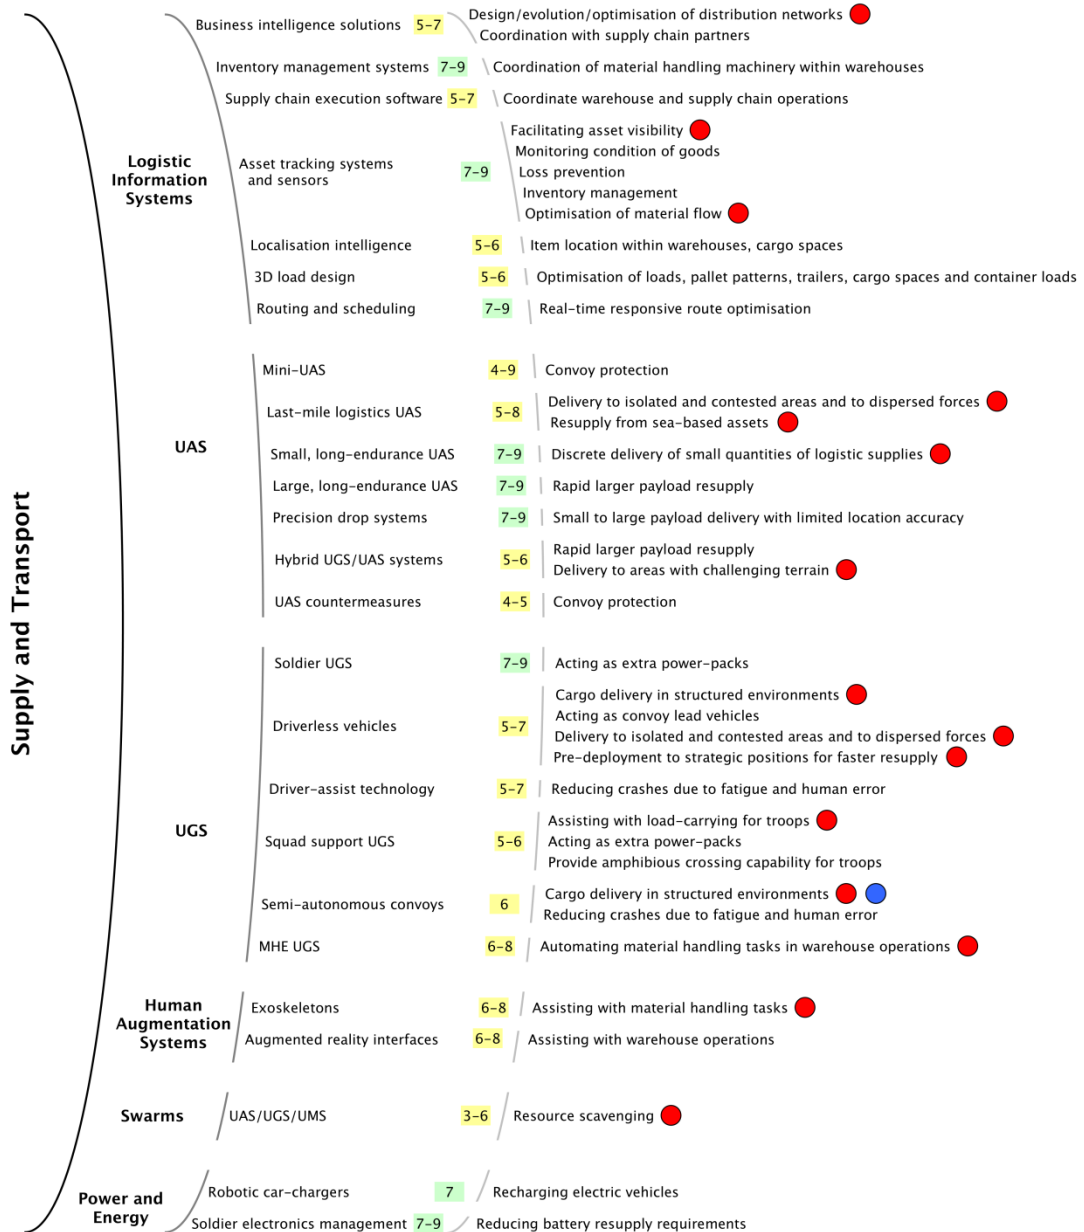 Supply and Transport
Logistic
Information
Systems
Business intelligence solutions 5-7 Design/evolution/optimisation of distribution networks
Coordination with supply chain partners
Inventory management systems 7-9 Coordination of material handling machinery within warehouses
Supply chain execution software 5-7 Coordinate warehouse and supply chain operations
Asset tracking systems
and sensors 7-9
Facilitating asset visibility
Monitoring condition of goods
Loss prevention
Inventory management
Optimisation of material flow
Localisation intelligence 5-6 Item location within warehouses, cargo spaces
3D load design 5-6 Optimisation of loads, pallet patterns, trailers, cargo spaces and container loads
Routing and scheduling 7-9 Real-time responsive route optimisation
UAS
Mini-UAS 4-9 Convoy protection
Last-mile logistics UAS 5-8 Delivery to isolated and contested areas and to dispersed forces
Resupply from sea-based assets
Small, long-endurance UAS 7-9 Discrete delivery of small quantities of logistic supplies
Large, long-endurance UAS 7-9 Rapid larger payload resupply
Precision drop systems 7-9 Small to large payload delivery with limited location accuracy
Hybrid UGS/UAS systems 5-6 Rapid larger payload resupply
Delivery to areas with challenging terrain
UAS countermeasures 4-5 Convoy protection
UGS
Soldier UGS 7-9 Acting as extra power-packs
Driverless vehicles 5-7 Cargo delivery in structured environments
Acting as convoy lead vehicles
Delivery to isolated and contested areas and to dispersed forces
Pre-deployment to strategic positions for faster resupply
Driver-assist technology 5-7 Reducing crashes due to fatigue and human error
Squad support UGS 5-6 Assisting with load-carrying for troops
Acting as extra power-packs
Provide amphibious crossing capability for troops
Semi-autonomous convoys 6 Cargo delivery in structured environments
Reducing crashes due to fatigue and human error
MHE UGS 6-8 Automating material handling tasks in warehouse operations
Human
Augmentation
Systems
Exoskeletons 6-8 Assisting with material handling tasks
Augmented reality interfaces 6-8 Assisting with warehouse operations
Swarms
UAS/UGS/UMS 3-6 Resource scavenging
Power and
Energy
Robotic car-chargers 7 Recharging electric vehicles
Soldier electronics management 7-9 Reducing battery resupply requirements